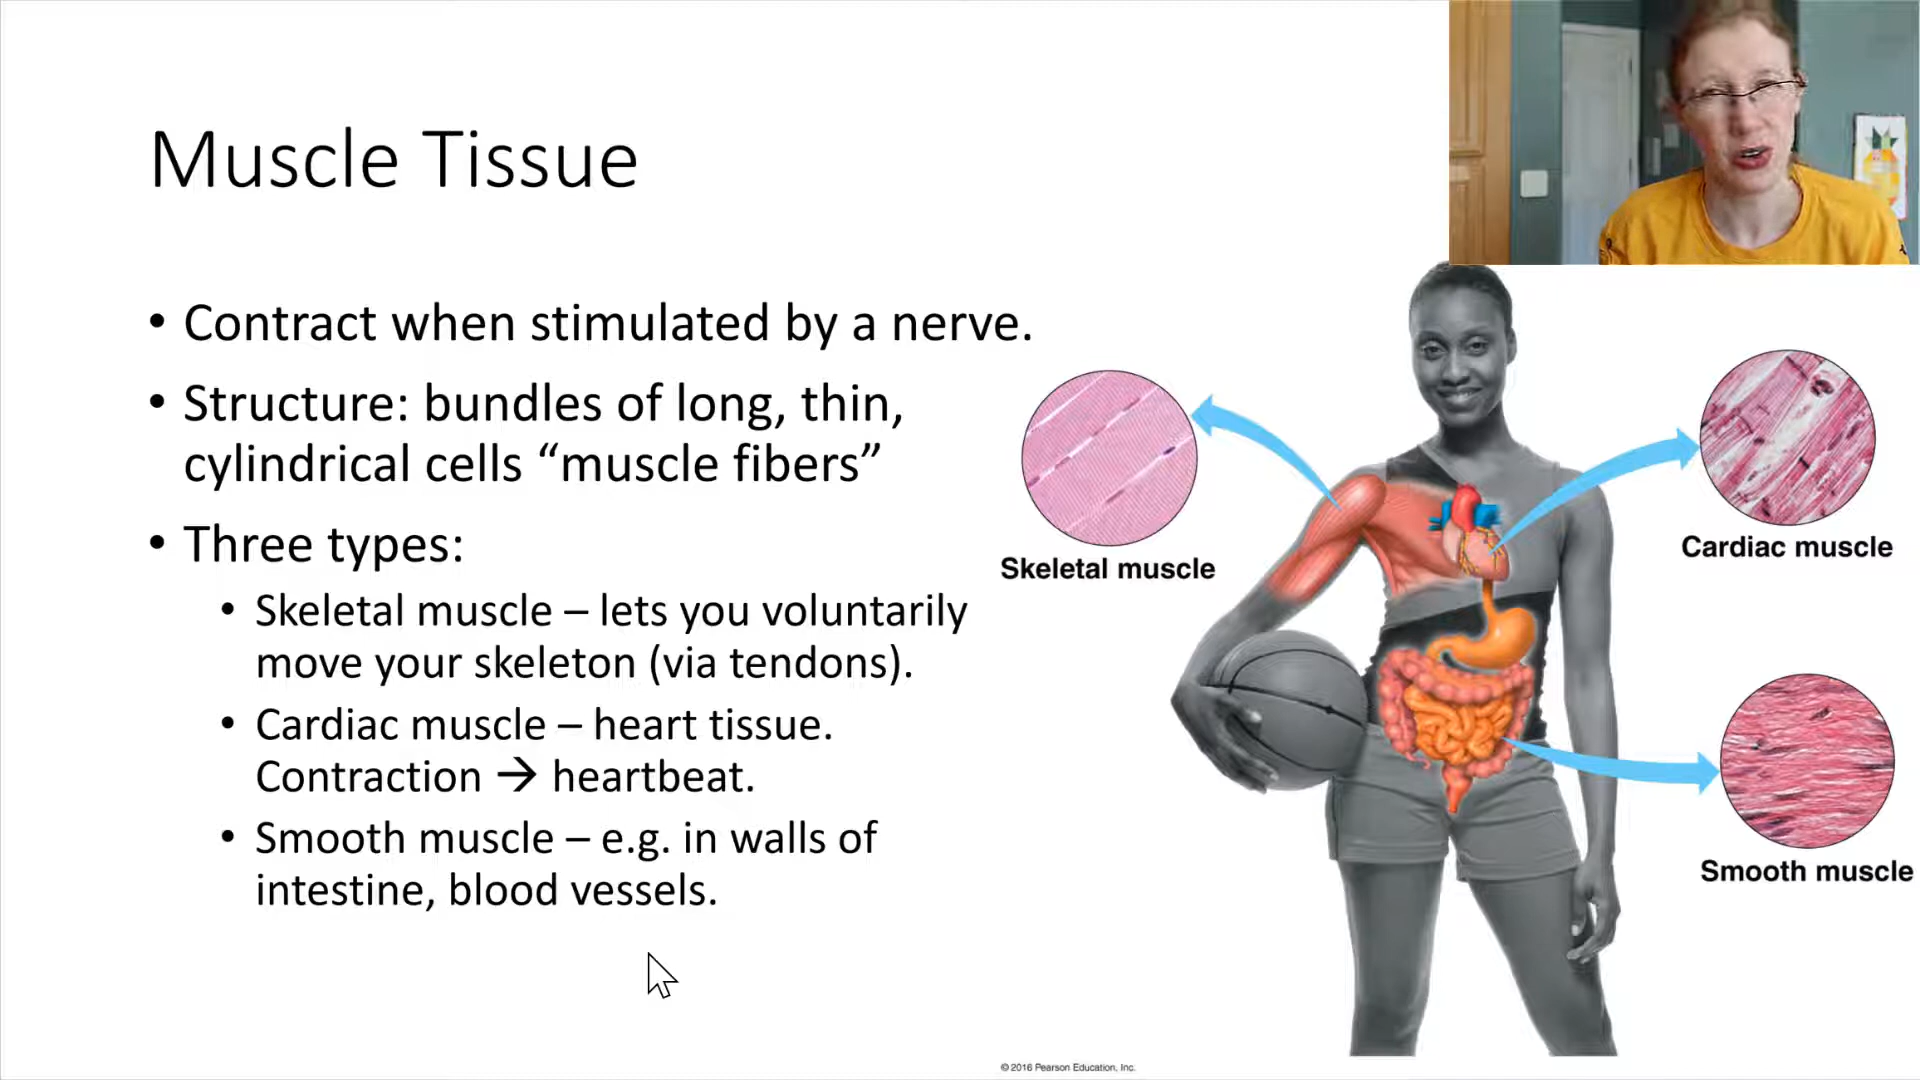 Muscle Tissue
• Contract when stimulated by a nerve.
• Structure: bundles of long, thin,
cylindrical cells “muscle fibers”
• Three types:
• Skeletal muscle – lets you voluntarily
move your skeleton (via tendons).
• Cardiac muscle – heart tissue.
Contraction → heartbeat.
• Smooth muscle – e.g. in walls of
intestine, blood vessels.
Skeletal muscle
Cardiac muscle
Smooth muscle
© 2016 Pearson Education, Inc.